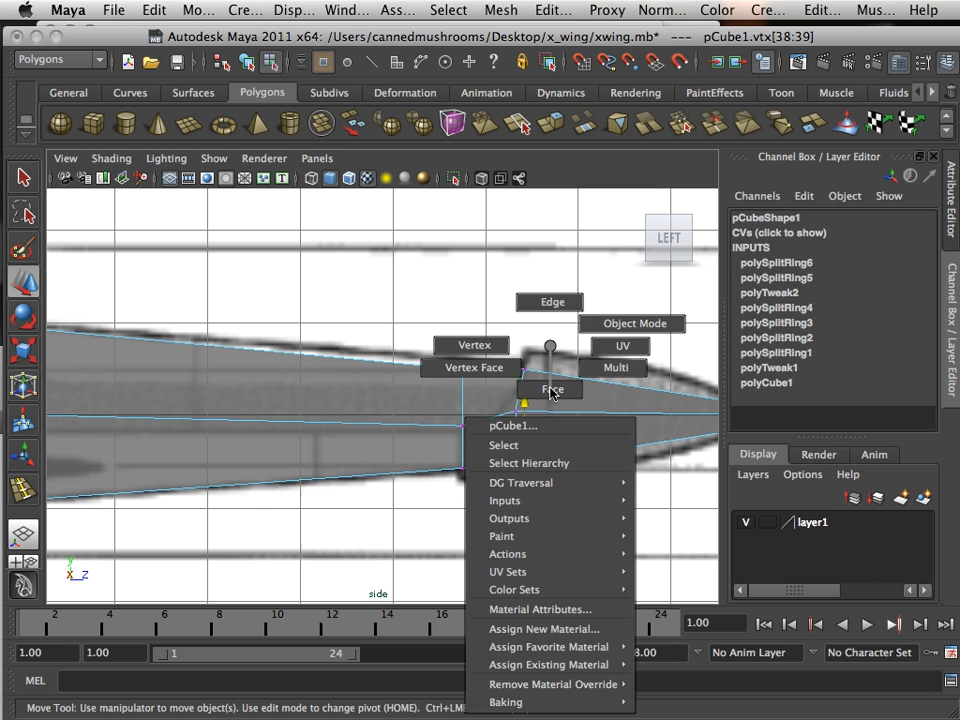 Maya File Edit Mo... Cre... Disp... Win... Ass... Select Mesh Edit... Proxy... Nor... Color Cre... Edit... Mus... Help
Autodesk Maya 2011 x64: /Users/cannedmushrooms/Desktop/x_wing/xwing.mb* --- pCube1.vtx[38:39]
Polygons
General Curves Surfaces Polygons Subdivs Deformation Animation Dynamics Rendering PaintEffects Toon Muscle Fluids
View Shading Lighting Show Renderer Panels
LEFT
Edge
Object Mode
Vertex
UV
Vertex Face
Multi
Face
pCube1...
Select
Select Hierarchy
DG Traversal
Inputs
Outputs
Paint
Actions
UV Sets
Color Sets
Material Attributes...
Assign New Material...
Assign Favorite Material
Assign Existing Material
Remove Material Override
Baking
y
x z
side
Channel Box / Layer Editor
Channels Edit Object Show
pCubeShape1
CVs (click to show)
INPUTS
polySplitRing6
polySplitRing5
polyTweak2
polySplitRing4
polySplitRing3
polySplitRing2
polySplitRing1
polyTweak1
polyCube1
Display Render Anim
Layers Options Help
V layer1
Attribute Editor
Channel Box / Layer Editor
2 4 6 8 10 12 14 16 24
1.00
1.00 1.00 1 24 No Anim Layer No Character Set
MEL
Move Tool: Use manipulator to move object(s). Use edit mode to change pivot (HOME).